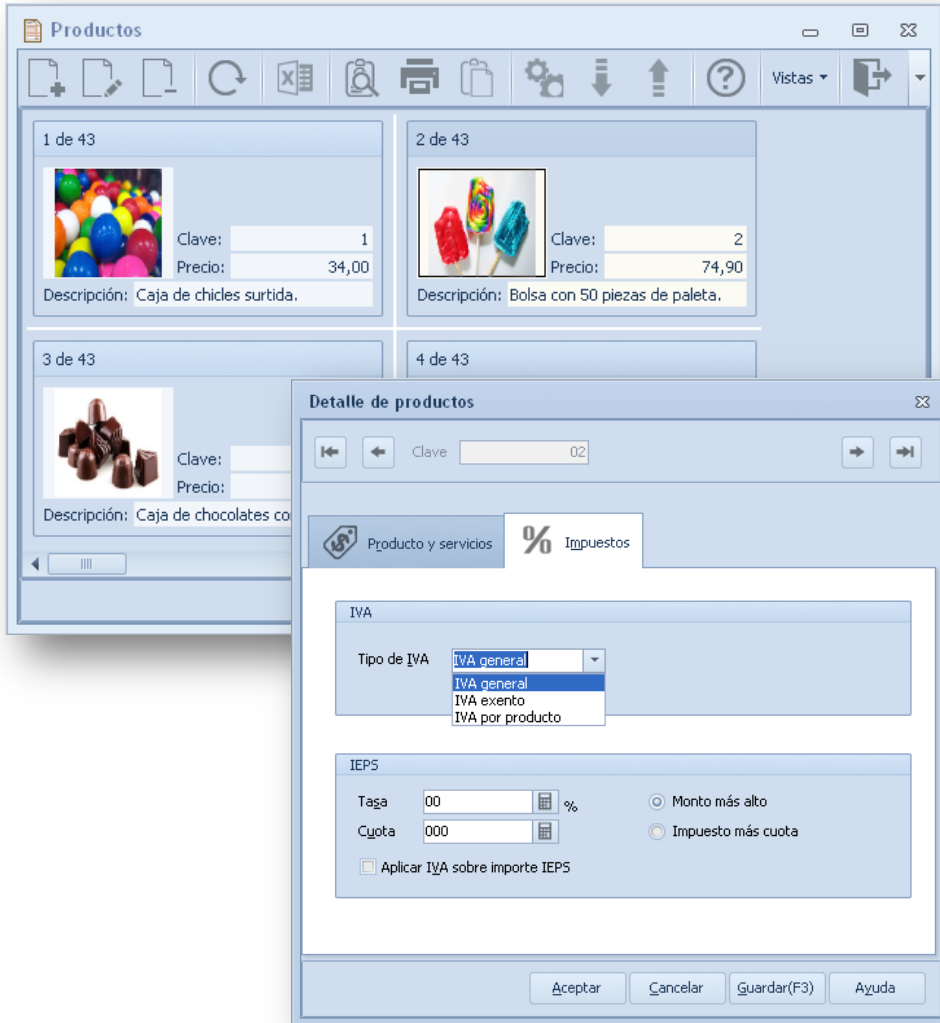 Productos
Vistas
1 de 43
Clave: 1
Precio: 34,00
Descripción: Caja de chicles surtida.
2 de 43
Clave: 2
Precio: 74,90
Descripción: Bolsa con 50 piezas de paleta.
3 de 43
Clave:
Precio:
Descripción: Caja de chocolates co
4 de 43
Detalle de productos
Clave 02
Producto y servicios
% Impuestos
IVA
Tipo de IVA IVA general
IVA general
IVA exento
IVA por producto
IEPS
Tasa 00 %
Monto más alto
Cuota 000
Impuesto más cuota
Aplicar IVA sobre importe IEPS
Aceptar Cancelar Guardar(F3) Ayuda